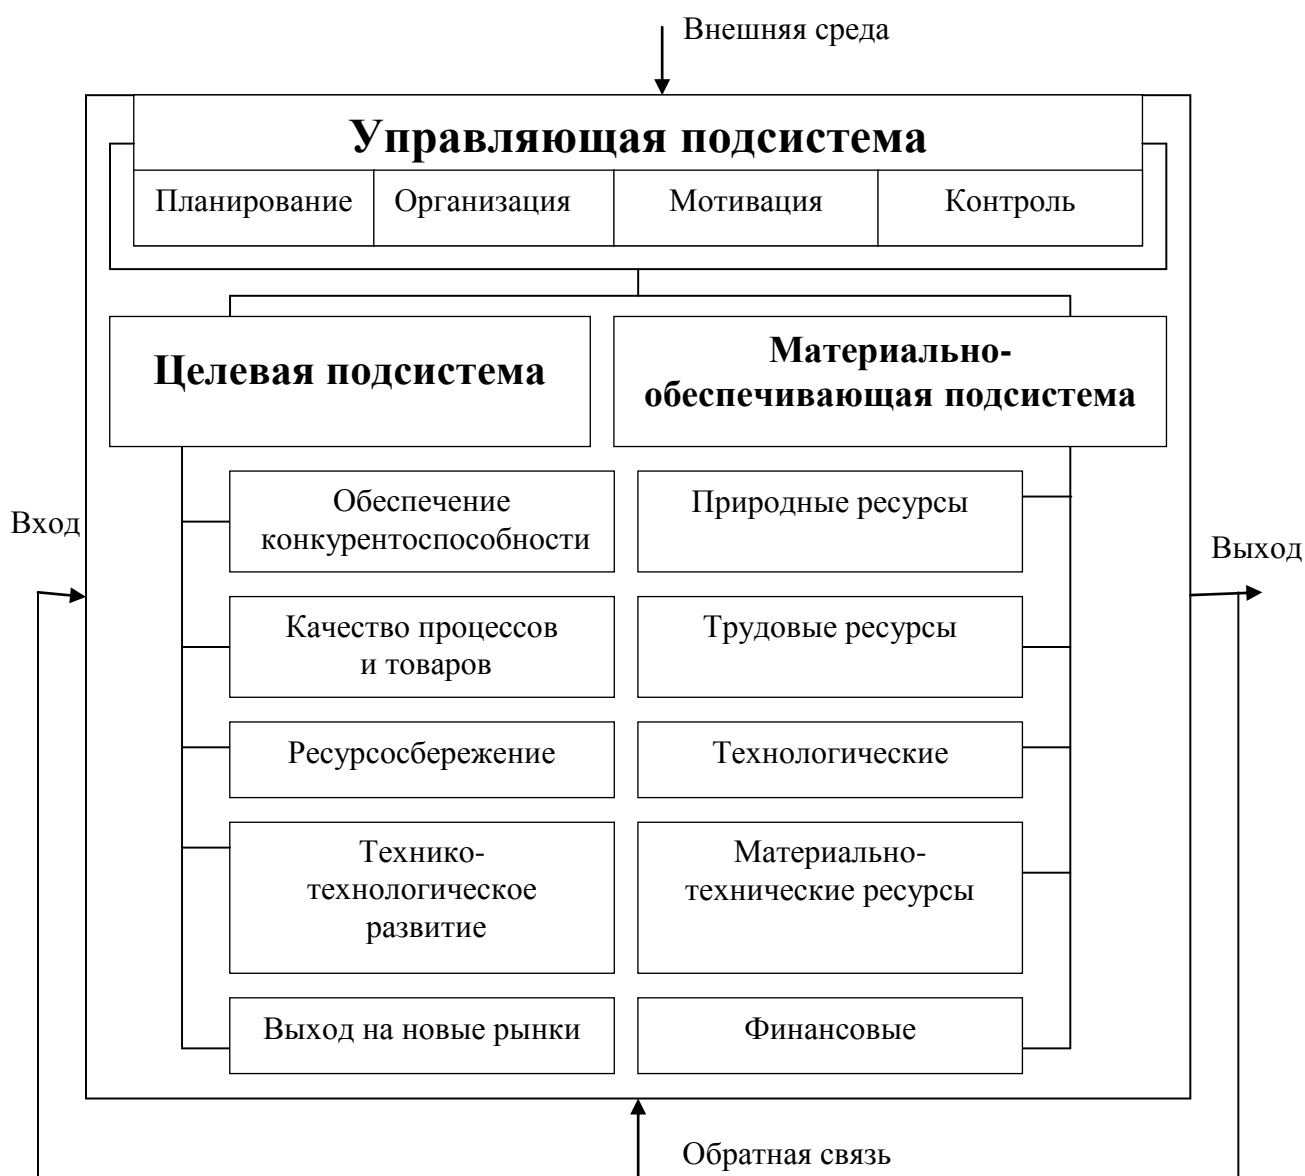 Внешняя среда
Управляющая подсистема
Планирование
Организация
Мотивация
Контроль
Целевая подсистема
Материально-
обеспечивающая подсистема
Вход
Выход
Обеспечение
конкурентоспособности
Природные ресурсы
Качество процессов
и товаров
Трудовые ресурсы
Ресурсосбережение
Технологические
Технико-
технологическое
развитие
Материально-
технические ресурсы
Выход на новые рынки
Финансовые
Обратная связь